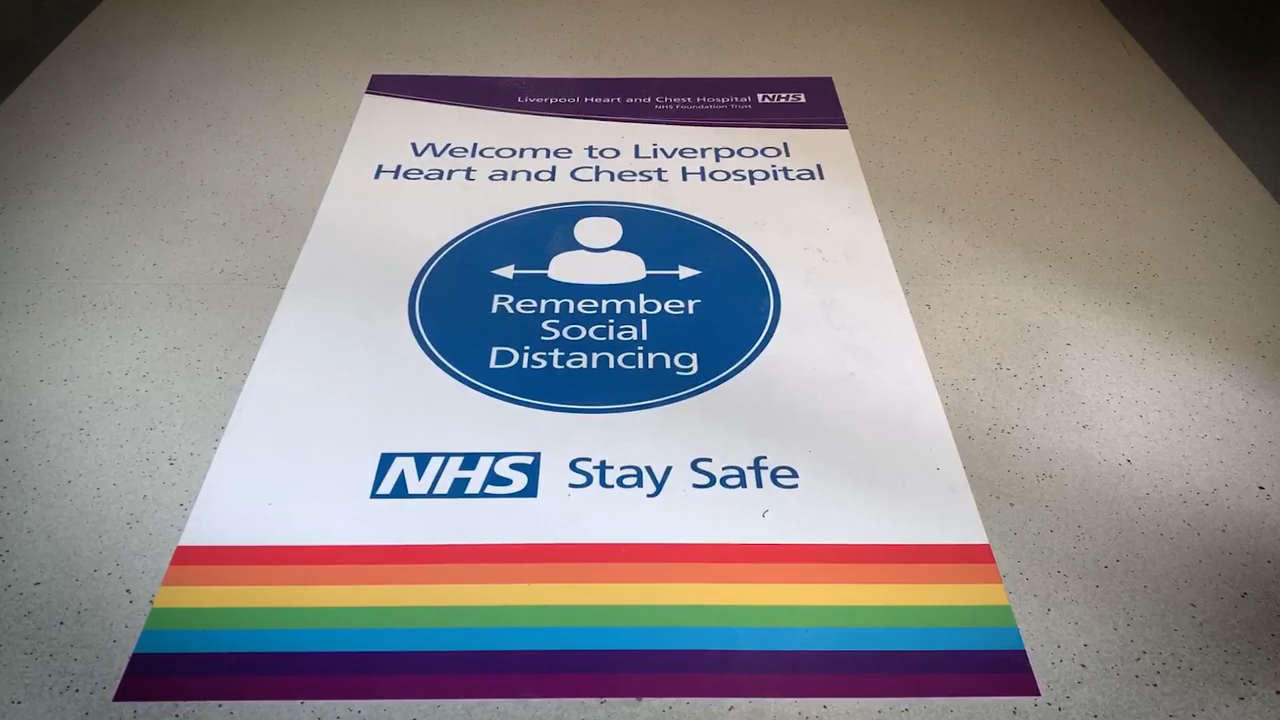 Liverpool Heart and Chest Hospital NHS
NHS Foundation Trust
Welcome to Liverpool
Heart and Chest Hospital
Remember
Social
Distancing
NHS Stay Safe